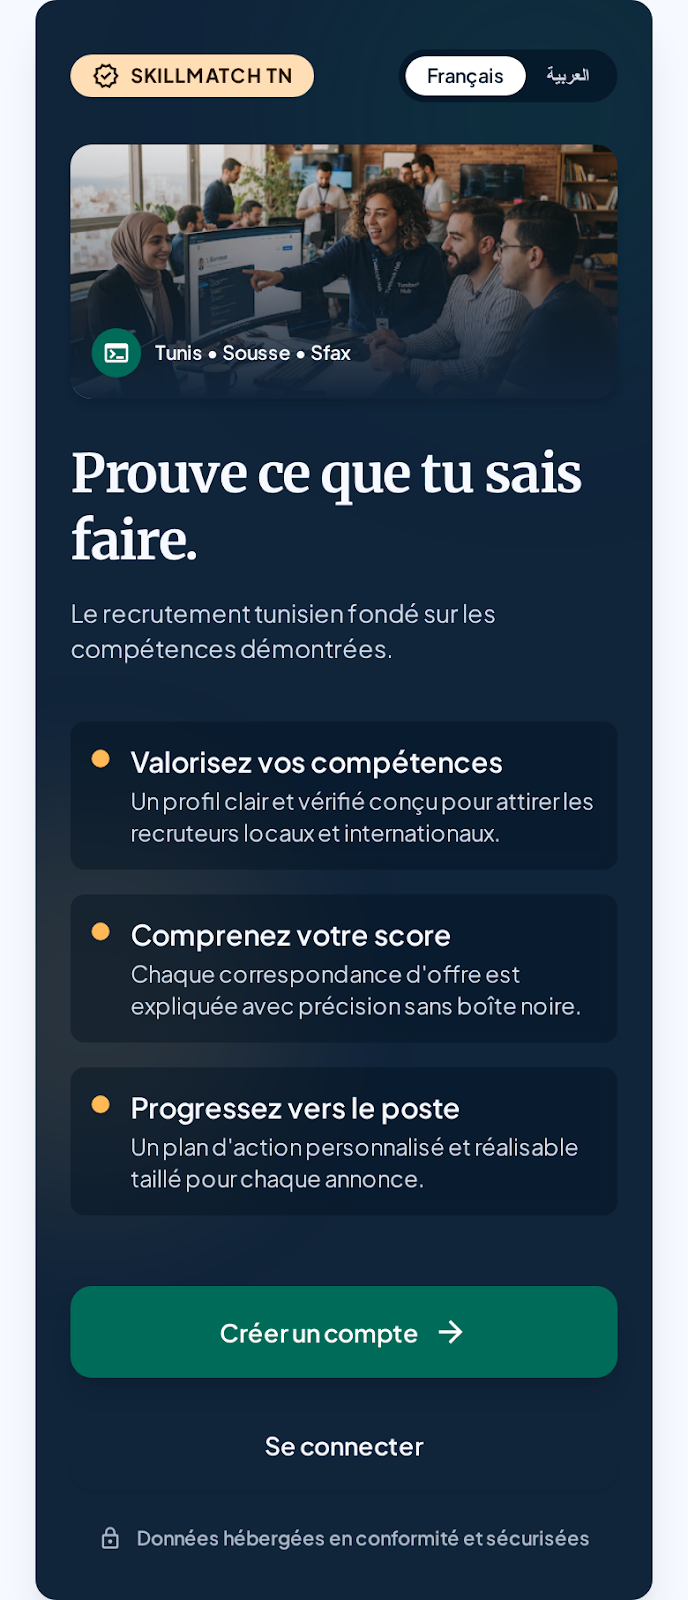 SKILLMATCH TN
Français
العربية
Tunis • Sousse • Sfax
Prouve ce que tu sais
faire.
Le recrutement tunisien fondé sur les
compétences démontrées.
Valorisez vos compétences
Un profil clair et vérifié conçu pour attirer les
recruteurs locaux et internationaux.
Comprenez votre score
Chaque correspondance d'offre est
expliquée avec précision sans boîte noire.
Progressez vers le poste
Un plan d'action personnalisé et réalisable
taillé pour chaque annonce.
Créer un compte
Se connecter
Données hébergées en conformité et sécurisées